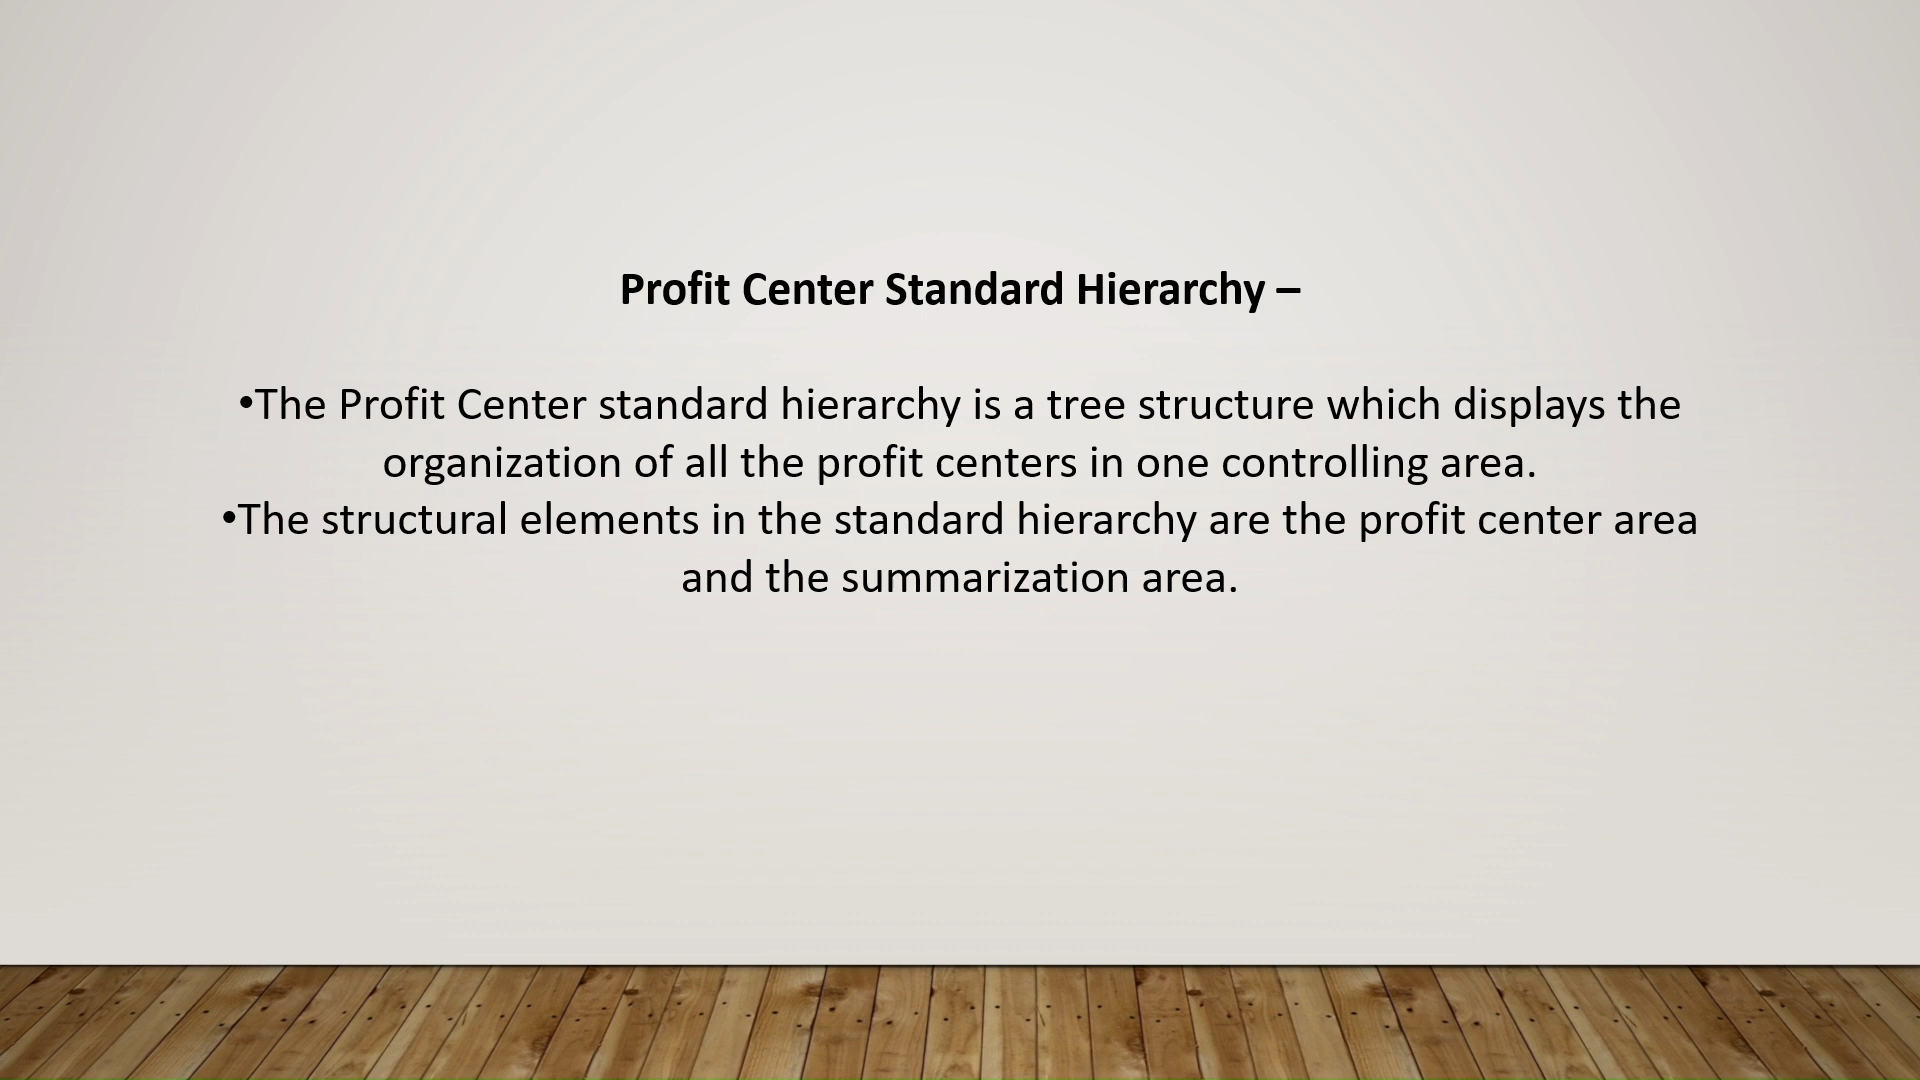 Profit Center Standard Hierarchy –
•The Profit Center standard hierarchy is a tree structure which displays the
organization of all the profit centers in one controlling area.
•The structural elements in the standard hierarchy are the profit center area
and the summarization area.